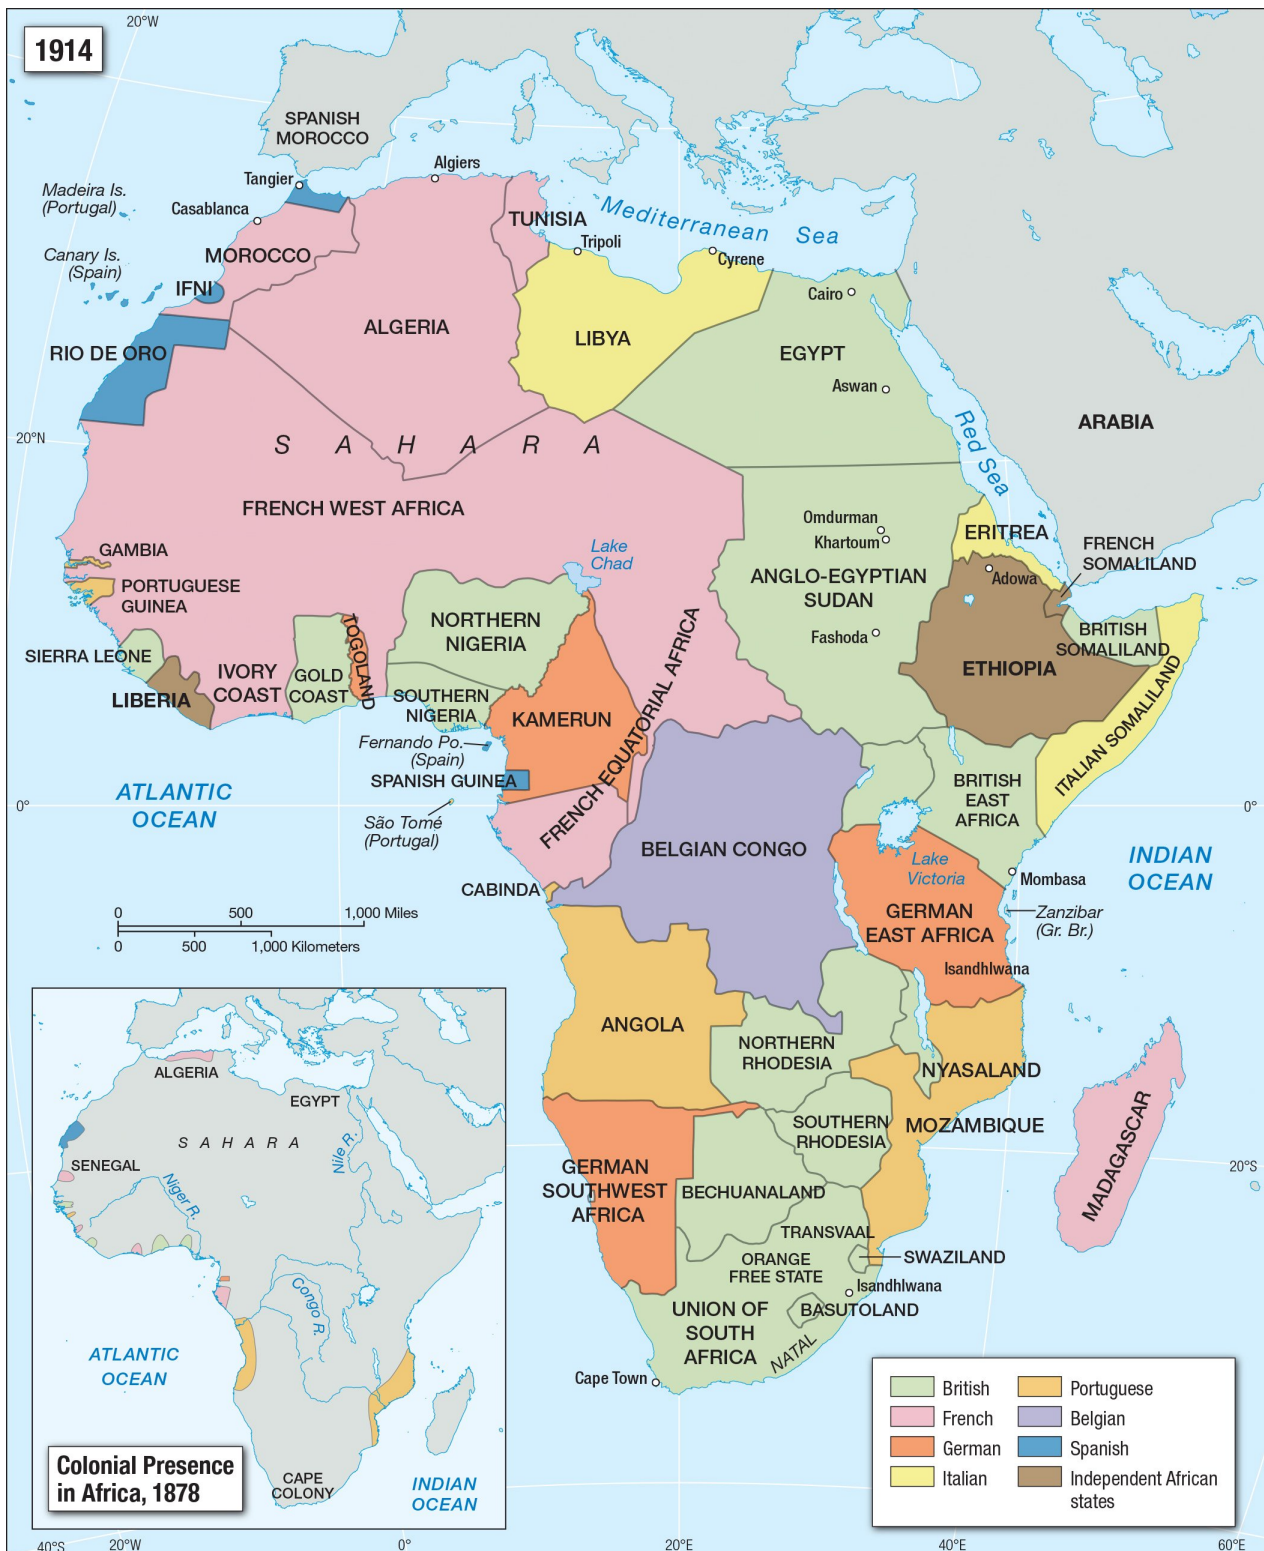 20°W
1914
SPANISH
MOROCCO
Algiers
Tangier
Madeira Is.
(Portugal)
Casablanca
TUNISIA
Mediterranean Sea
Tripoli
Cyrene
MOROCCO
Canary Is.
(Spain)
IFNI
Cairo
ALGERIA
LIBYA
EGYPT
RIO DE ORO
Aswan
ARABIA
Red Sea
20°N
SAHARA
FRENCH WEST AFRICA
Omdurman
Khartoum
ERITREA
FRENCH
SOMALILAND
GAMBIA
Lake
Chad
Adowa
PORTUGUESE
GUINEA
ANGLO-EGYPTIAN
SUDAN
NORTHERN
NIGERIA
TOGOLAND
Fashoda
BRITISH
SOMALILAND
SIERRA LEONE
IVORY
COAST
GOLD
COAST
ETHIOPIA
LIBERIA
SOUTHERN
NIGERIA
KAMERUN
FRENCH EQUATORIAL AFRICA
ITALIAN SOMALILAND
Fernando Po.
(Spain)
SPANISH GUINEA
BRITISH
EAST
AFRICA
ATLANTIC
OCEAN
0°
0°
São Tomé
(Portugal)
BELGIAN CONGO
Lake
Victoria
INDIAN
OCEAN
Mombasa
CABINDA
GERMAN
EAST AFRICA
Zanzibar
(Gr. Br.)
0 500 1,000 Miles
0 500 1,000 Kilometers
Isandhlwana
ANGOLA
NORTHERN
RHODESIA
NYASALAND
SOUTHERN
RHODESIA
MOZAMBIQUE
MADAGASCAR
20°S
GERMAN
SOUTHWEST
AFRICA
BECHUANALAND
TRANSVAAL
ORANGE
FREE STATE
SWAZILAND
Isandhlwana
BASUTOLAND
UNION OF
SOUTH
AFRICA
NATAL
Cape Town
ALGERIA
EGYPT
SAHARA
Nile R.
SENEGAL
Niger R.
Congo R.
ATLANTIC
OCEAN
CAPE
COLONY
INDIAN
OCEAN
Colonial Presence
in Africa, 1878
British
French
German
Italian
Portuguese
Belgian
Spanish
Independent African
states
40°S
20°W
0°
20°E
40°E
60°E